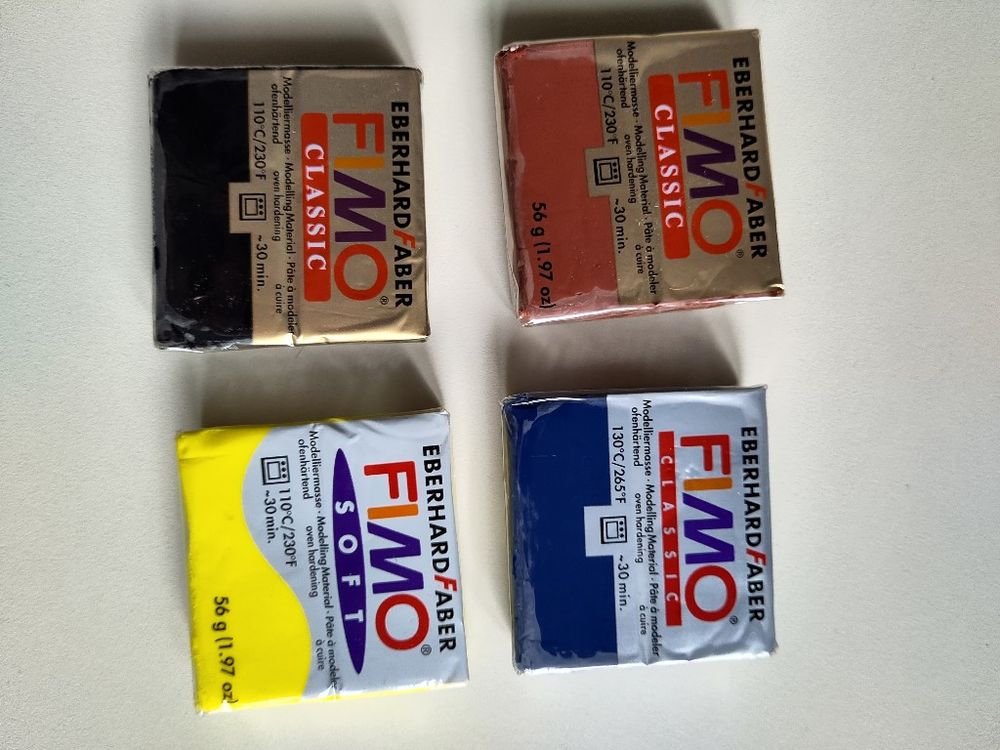 EBERHARDFABER
FIMO®
CLASSIC
Modelliermasse · Modelling Material · Pâte à modeler
ofenhärtend oven hardening à cuire
110°C/230°F ~30 min.
56 g (1.97 oz)
EBERHARDFABER
FIMO®
CLASSIC
Modelliermasse · Modelling Material · Pâte à modeler
ofenhärtend oven hardening à cuire
130°C/265°F ~30 min.
EBERHARDFABER
FIMO®
CLASSIC
Modelliermasse · Modelling Material · Pâte à modeler
ofenhärtend oven hardening à cuire
110°C/230°F ~30 min.
EBERHARDFABER
FIMO®
SOFT
Modelliermasse · Modelling Material · Pâte à modeler
ofenhärtend oven hardening à cuire
110°C/230°F
~30 min.
56 g (1.97 oz)